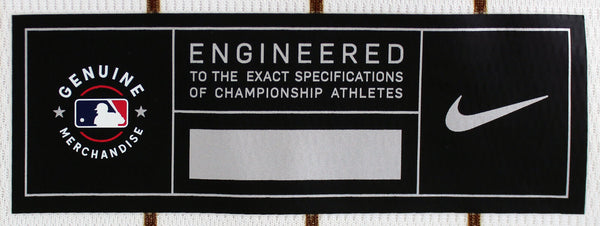 GENUINE
MERCHANDISE
ENGINEERED
TO THE EXACT SPECIFICATIONS
OF CHAMPIONSHIP ATHLETES